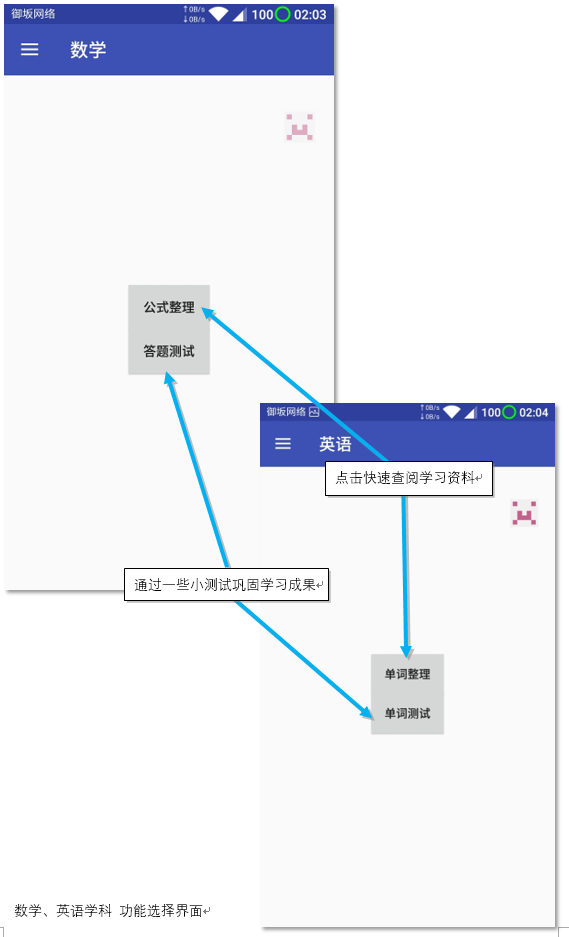 御坂网络 ↑0B/s ↓0B/s 100 02:03
数学
公式整理
答题测试
御坂网络 ↑0B/s ↓0B/s 100 02:04
英语
点击快速查阅学习资料
通过一些小测试巩固学习成果
单词整理
单词测试
数学、英语学科 功能选择界面